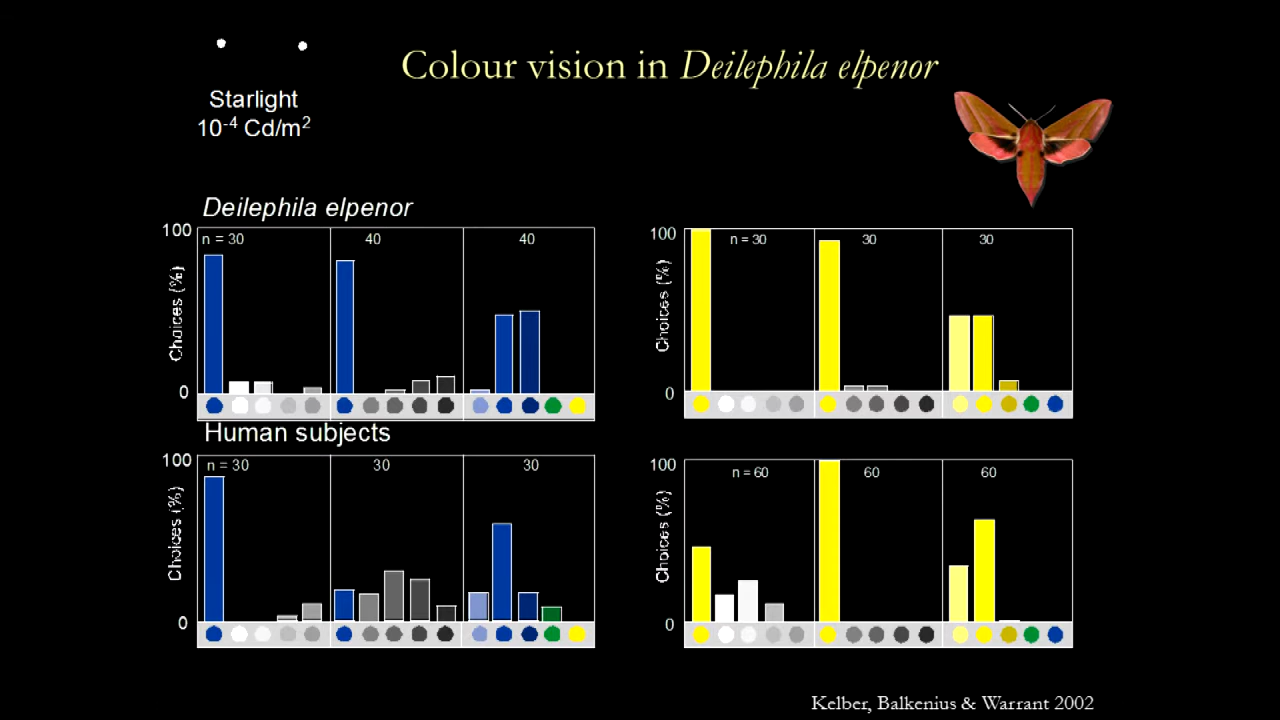 Colour vision in Deilephila elpenor
Starlight
10⁻⁴ Cd/m²
Deilephila elpenor
100
n = 30
40
40
Choices (%)
0
100
n = 30
30
30
Choices (%)
0
Human subjects
100
n = 30
30
30
Choices (%)
0
100
n = 60
60
60
Choices (%)
0
Kelber, Balkenius & Warrant 2002